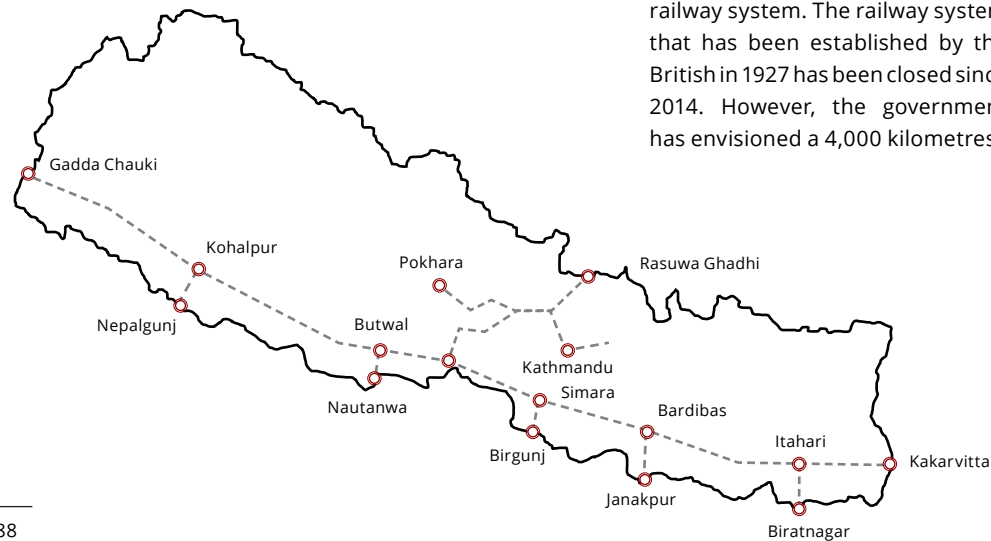 railway system. The railway system
that has been established by th
British in 1927 has been closed sinc
2014. However, the governmen
has envisioned a 4,000 kilometres
Gadda Chauki
Kohalpur
Pokhara
Rasuwa Ghadhi
Nepalgunj
Butwal
Kathmandu
Simara
Nautanwa
Bardibas
Birgunj
Itahari
Kakarvitta
Janakpur
Biratnagar
38